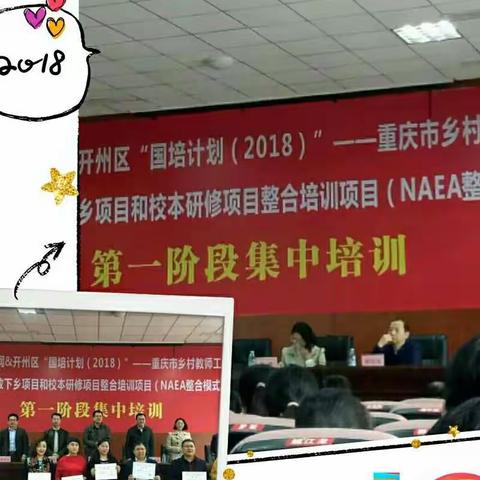 2018
开州区“国培计划（2018）”——重庆市乡村
乡项目和校本研修项目整合培训项目（NAEA整
第一阶段集中培训
&开州区“国培计划（2018）”——重庆市乡村教师工
下乡项目和校本研修项目整合培训项目（NAEA整合模式
第一阶段集中培训